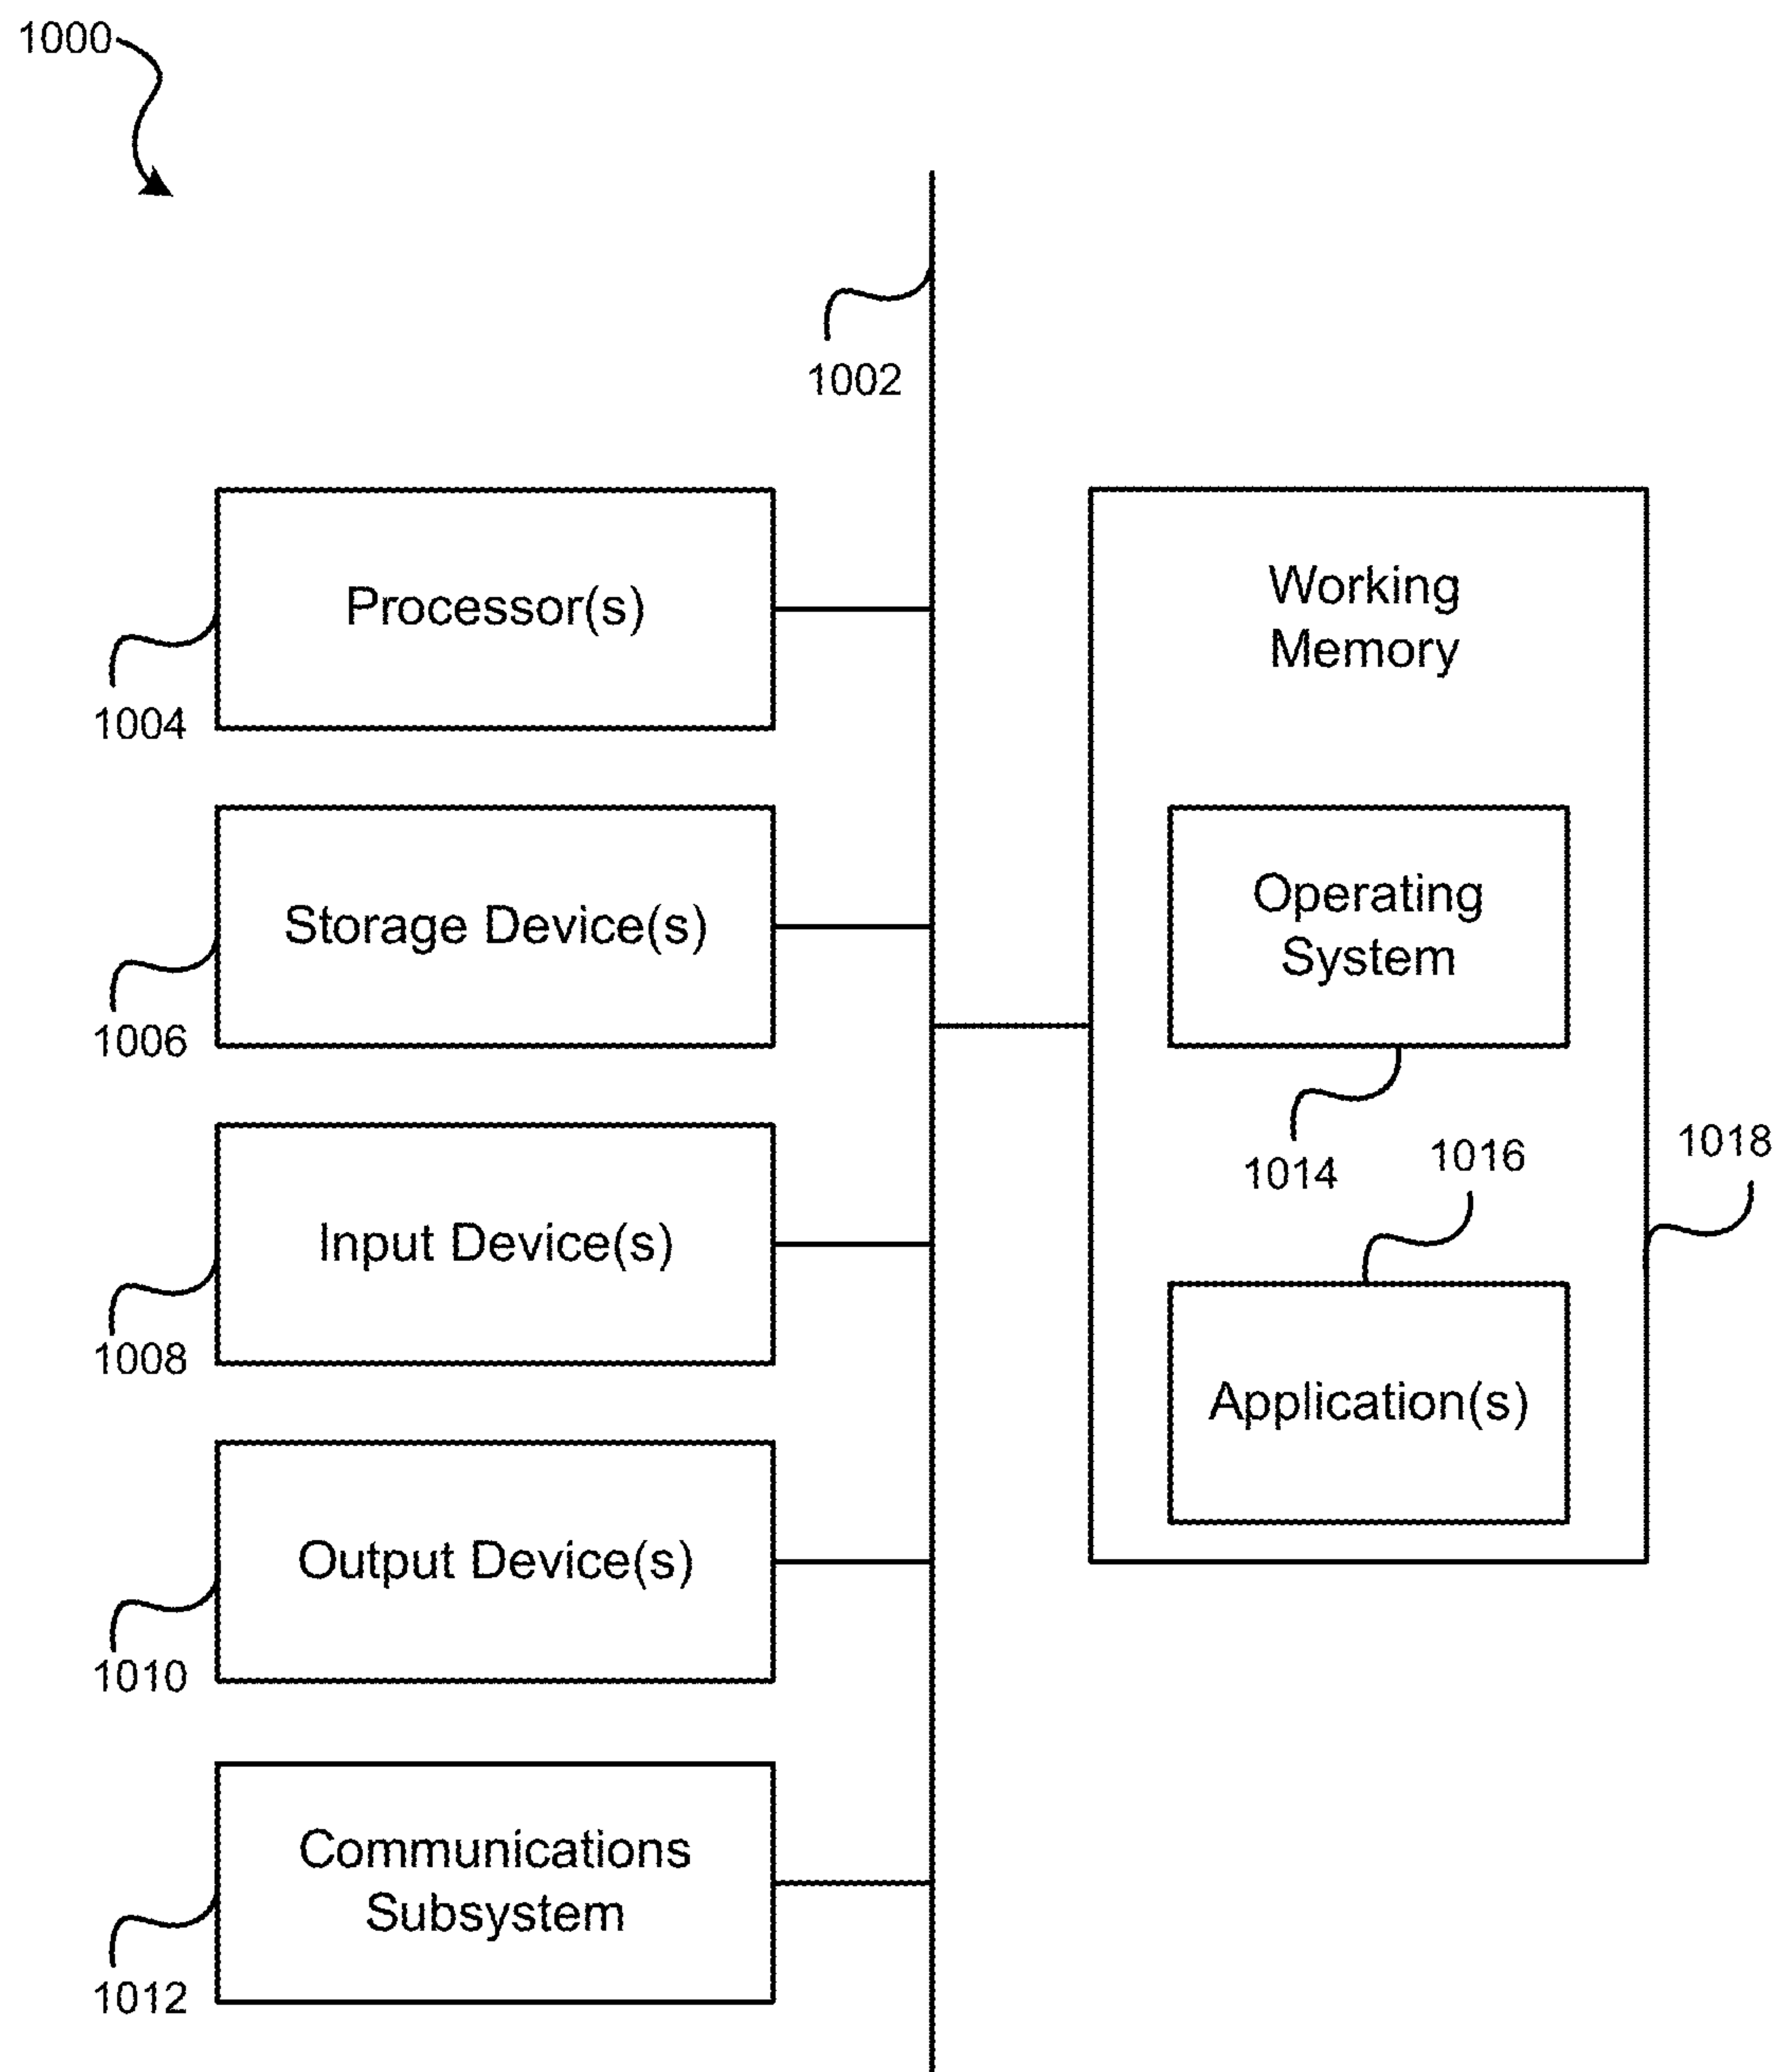 1000
1002
Processor(s)
1004
Storage Device(s)
1006
Input Device(s)
1008
Output Device(s)
1010
Communications
Subsystem
1012
Working
Memory
Operating
System
1014
1016
1018
Application(s)